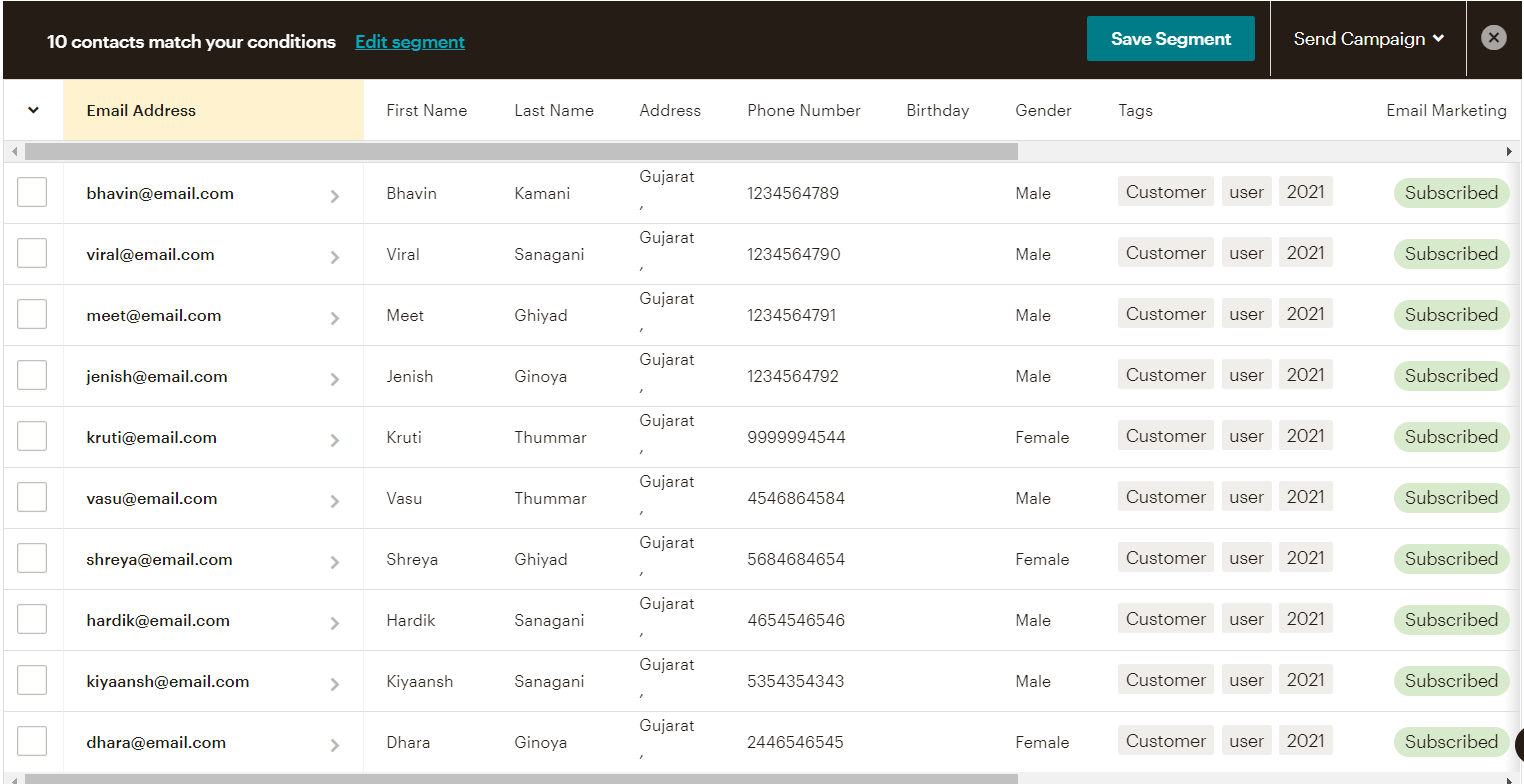 10 contacts match your conditions Edit segment Save Segment Send Campaign
Email Address First Name Last Name Address Phone Number Birthday Gender Tags Email Marketing
bhavin@email.com Bhavin Kamani Gujarat , 1234564789 Male Customer user 2021 Subscribed
viral@email.com Viral Sanagani Gujarat , 1234564790 Male Customer user 2021 Subscribed
meet@email.com Meet Ghiyad Gujarat , 1234564791 Male Customer user 2021 Subscribed
jenish@email.com Jenish Ginoya Gujarat , 1234564792 Male Customer user 2021 Subscribed
kruti@email.com Kruti Thummar Gujarat , 9999994544 Female Customer user 2021 Subscribed
vasu@email.com Vasu Thummar Gujarat , 4546864584 Male Customer user 2021 Subscribed
shreya@email.com Shreya Ghiyad Gujarat , 5684684654 Female Customer user 2021 Subscribed
hardik@email.com Hardik Sanagani Gujarat , 4654546546 Male Customer user 2021 Subscribed
kiyaansh@email.com Kiyaansh Sanagani Gujarat , 5354354343 Male Customer user 2021 Subscribed
dhara@email.com Dhara Ginoya Gujarat , 2446546545 Female Customer user 2021 Subscribed